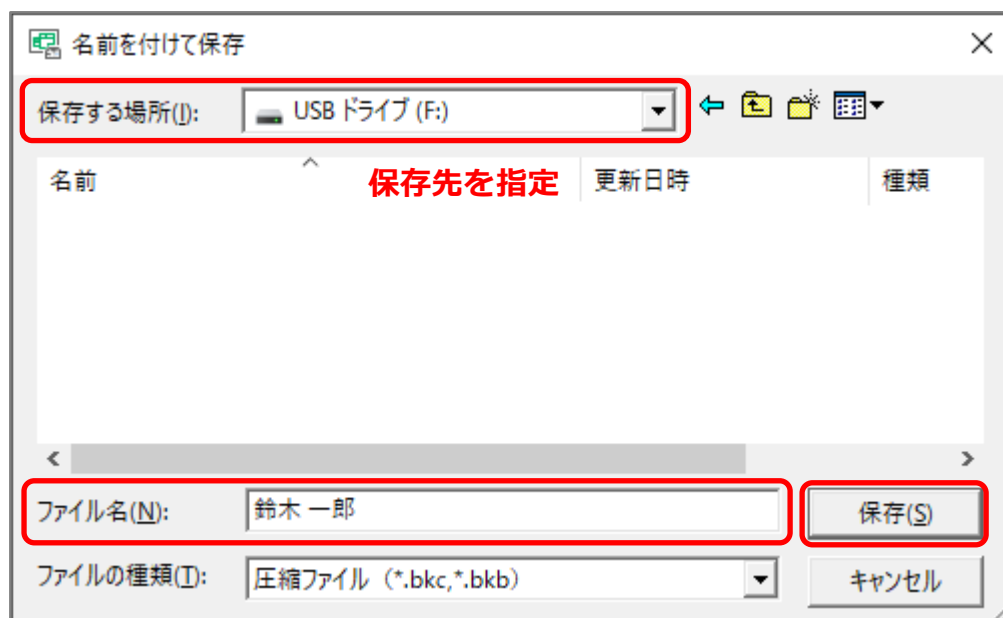 名前を付けて保存
保存する場所(I): USB ドライブ (F:)
名前 保存先を指定 更新日時 種類
ファイル名(N): 鈴木 一郎 保存(S)
ファイルの種類(T): 圧縮ファイル（*.bkc,*.bkb） キャンセル